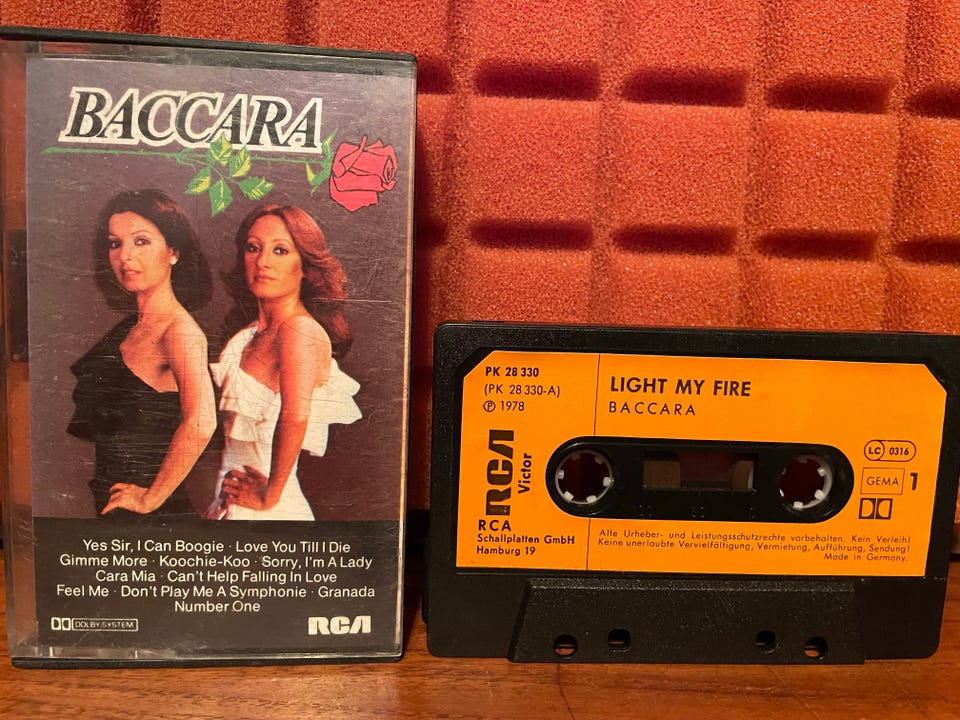 BACCARA
Yes Sir, I Can Boogie · Love You Till I Die
Gimme More · Koochie-Koo · Sorry, I'm A Lady
Cara Mia · Can't Help Falling In Love
Feel Me · Don't Play Me A Symphonie · Granada
Number One
DOLBY SYSTEM
RCA
PK 28 330
(PK 28 330-A)
Ⓟ 1978
LIGHT MY FIRE
BACCARA
RCA Victor
RCA
Schallplatten GmbH
Hamburg 19
LC 0316
GEMA 1
Alle Urheber- und Leistungsschutzrechte vorbehalten. Kein Verleih!
Keine unerlaubte Vervielfältigung, Vermietung, Aufführung, Sendung!
Made in Germany.